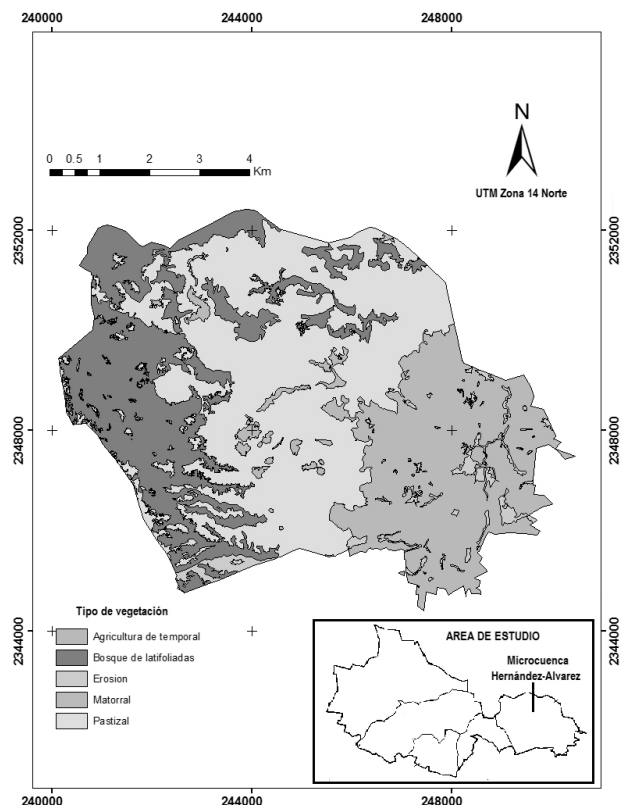 240000 244000 248000
N
0 0.5 1 2 3 4
Km
UTM Zona 14 Norte
2352000 2352000
2348000 2348000
2344000 2344000
Tipo de vegetación
Agricultura de temporal
Bosque de latifoliadas
Erosion
Matorral
Pastizal
AREA DE ESTUDIO
Microcuenca
Hernández-Alvarez
240000 244000 248000